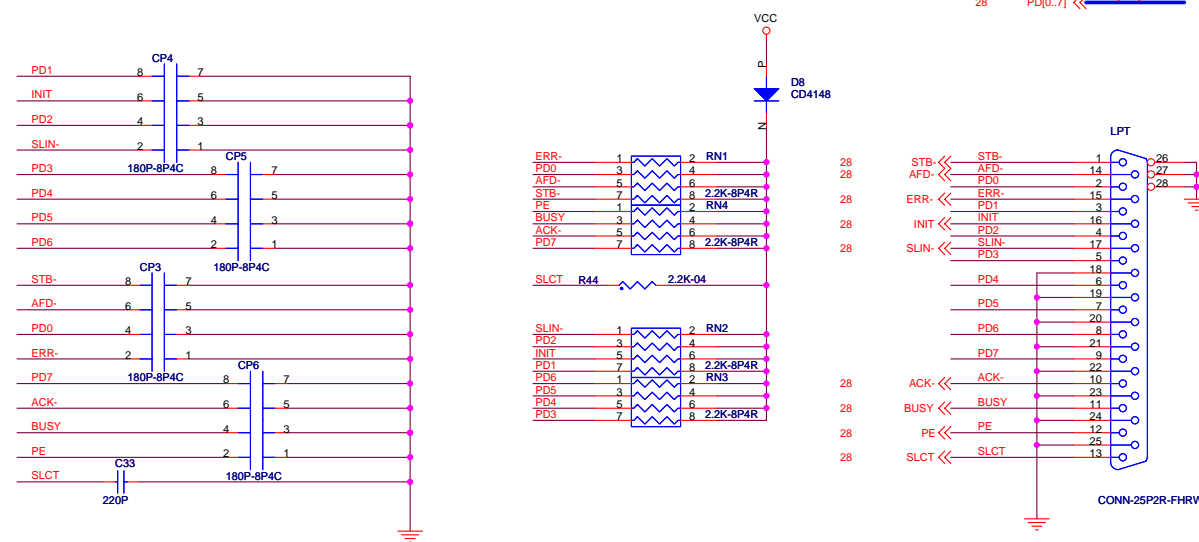 28 PD[0..7]
VCC
P
D8
CD4148
N
CP4
PD1 8 7
INIT 6 5
PD2 4 3
SLIN- 2 1
180P-8P4C
CP5
PD3 8 7
PD4 6 5
PD5 4 3
PD6 2 1
180P-8P4C
CP3
STB- 8 7
AFD- 6 5
PD0 4 3
ERR- 2 1
180P-8P4C
CP6
PD7 8 7
ACK- 6 5
BUSY 4 3
PE 2 1
180P-8P4C
C33
SLCT
220P
ERR- 1 2 RN1
PD0 3 4
AFD- 5 6
STB- 7 8 2.2K-8P4R
PE 1 2 RN4
BUSY 3 4
ACK- 5 6
PD7 7 8 2.2K-8P4R
SLCT R44 2.2K-04
SLIN- 1 2 RN2
PD2 3 4
INIT 5 6
PD1 7 8 2.2K-8P4R
PD6 1 2 RN3
PD5 3 4
PD4 5 6
PD3 7 8 2.2K-8P4R
LPT
28 STB- STB- 1 26
28 AFD- AFD- 14 27
PD0 2 28
28 ERR- ERR- 15
PD1 3
28 INIT INIT 16
PD2 4
28 SLIN- SLIN- 17
PD3 5
18
PD4 6
19
PD5 7
20
PD6 8
21
PD7 9
22
28 ACK- ACK- 10
23
28 BUSY BUSY 11
24
28 PE PE 12
25
28 SLCT SLCT 13
CONN-25P2R-FHRW